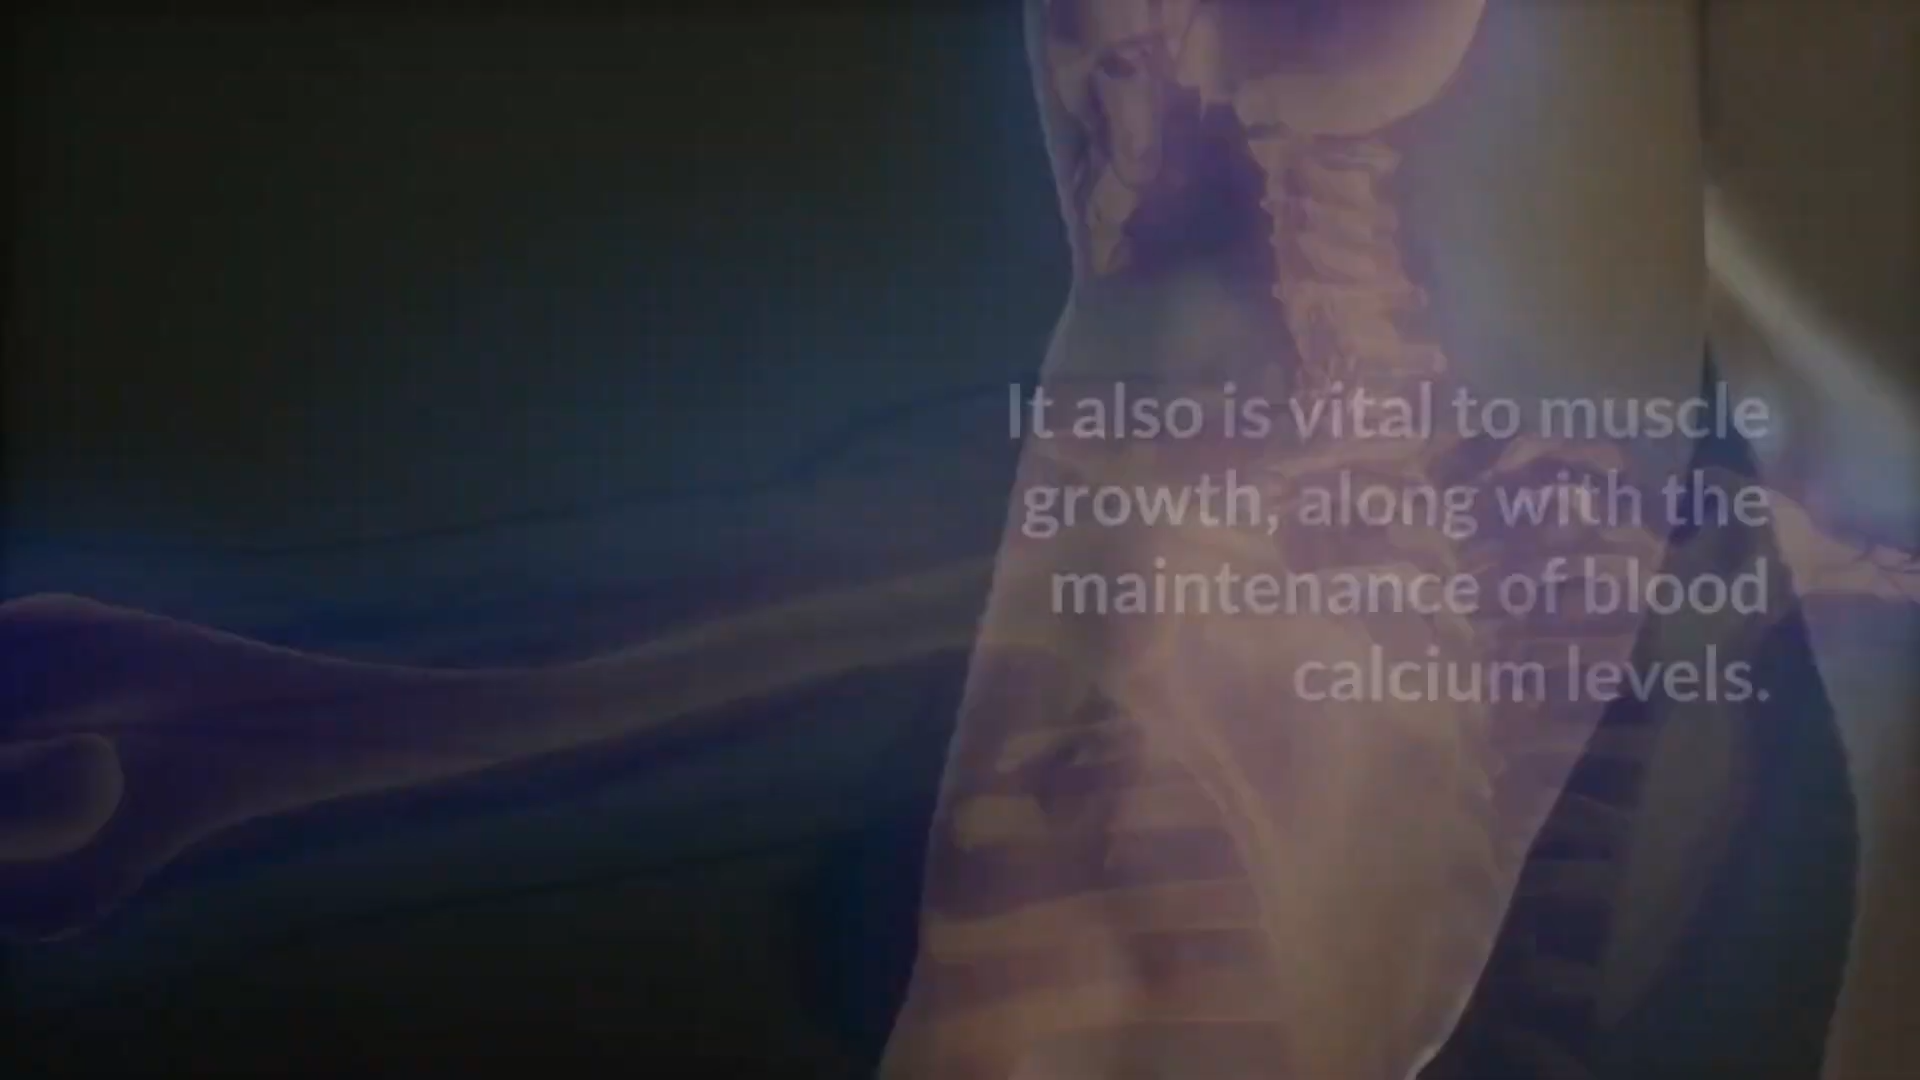 It also is vital to muscle
growth, along with the
maintenance of blood
calcium levels.